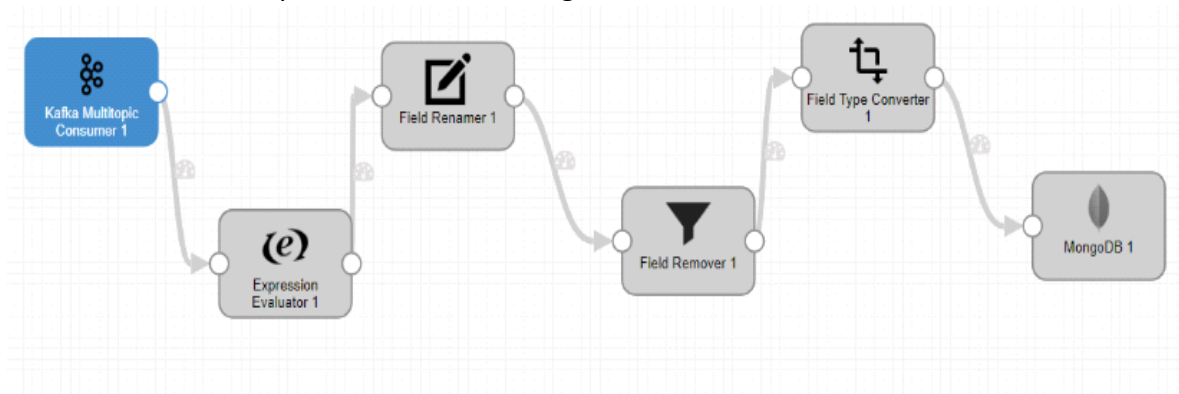 Kafka Multitopic
Consumer 1
Expression
Evaluator 1
Field Renamer 1
Field Remover 1
Field Type Converter
1
MongoDB 1